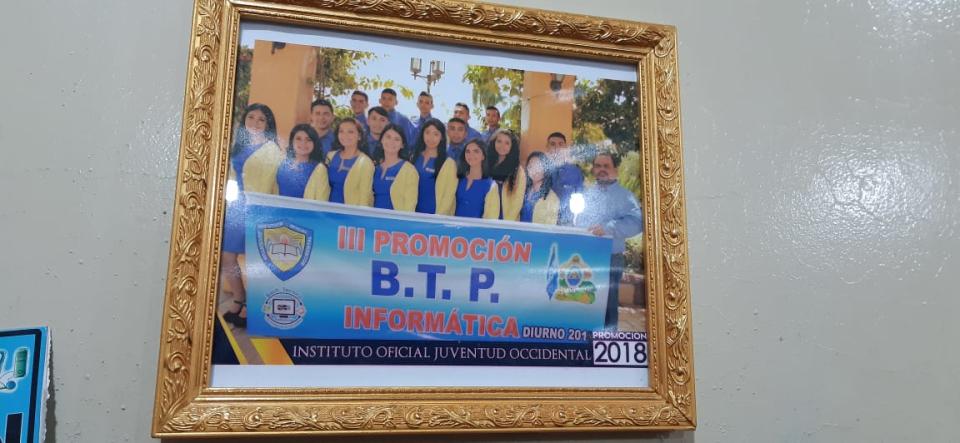 III PROMOCIÓN
B.T.P.
INFORMÁTICA
DIURNO 201
PROMOCION
2018
INSTITUTO OFICIAL JUVENTUD OCCIDENTAL